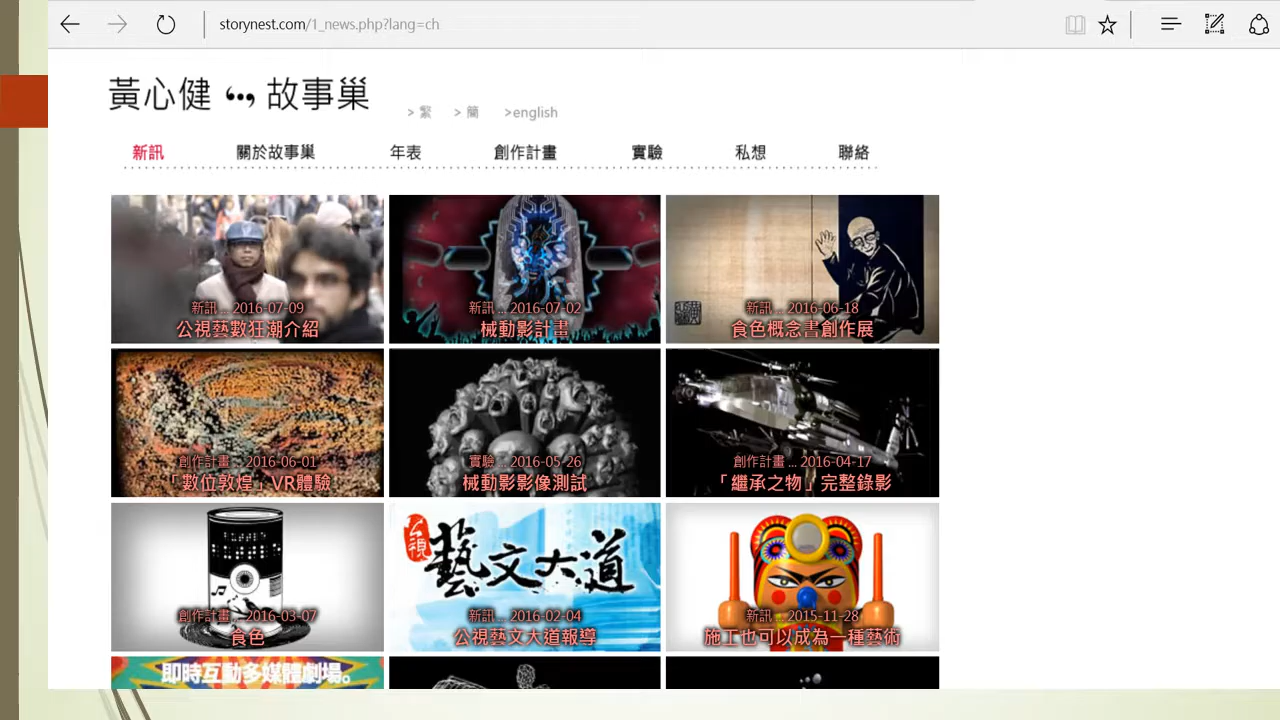 storynest.com/1_news.php?lang=ch
黃心健 故事巢
> 繁 > 簡 >english
新訊 關於故事巢 年表 創作計畫 實驗 私想 聯絡
新訊 ... 2016-07-09
公視藝數狂潮介紹
新訊 ... 2016-07-02
械動影計畫
新訊 ... 2016-06-18
食色概念書創作展
創作計畫 ... 2016-06-01
「數位敦煌」VR體驗
實驗 ... 2016-05-26
械動影影像測試
創作計畫 ... 2016-04-17
「繼承之物」完整錄影
創作計畫 ... 2016-03-07
食色
公視
藝文大道
新訊 ... 2016-02-04
公視藝文大道報導
新訊 ... 2015-11-28
施工也可以成為一種藝術
即時互動多媒體劇場。